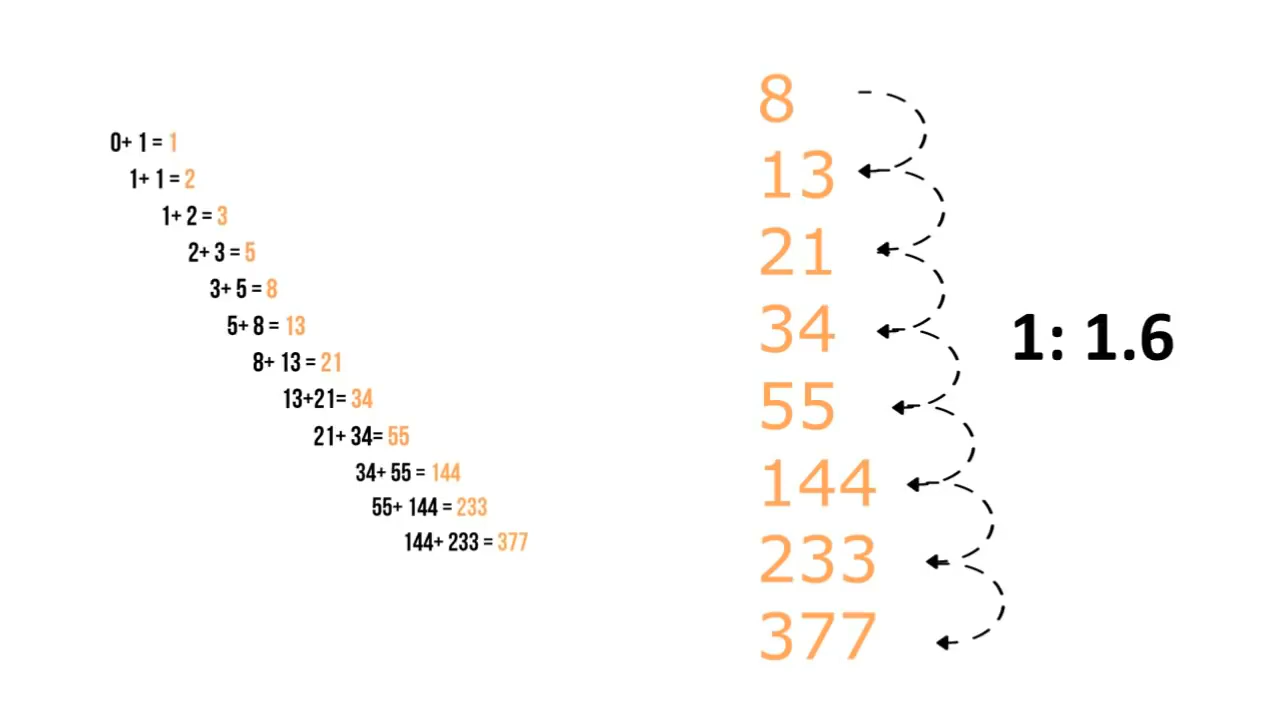 0+ 1 = 1
1+ 1 = 2
1+ 2 = 3
2+ 3 = 5
3+ 5 = 8
5+ 8 = 13
8+ 13 = 21
13+21= 34
21+ 34= 55
34+ 55 = 144
55+ 144 = 233
144+ 233 = 377
8
13
21
34
55
144
233
377
1: 1.6